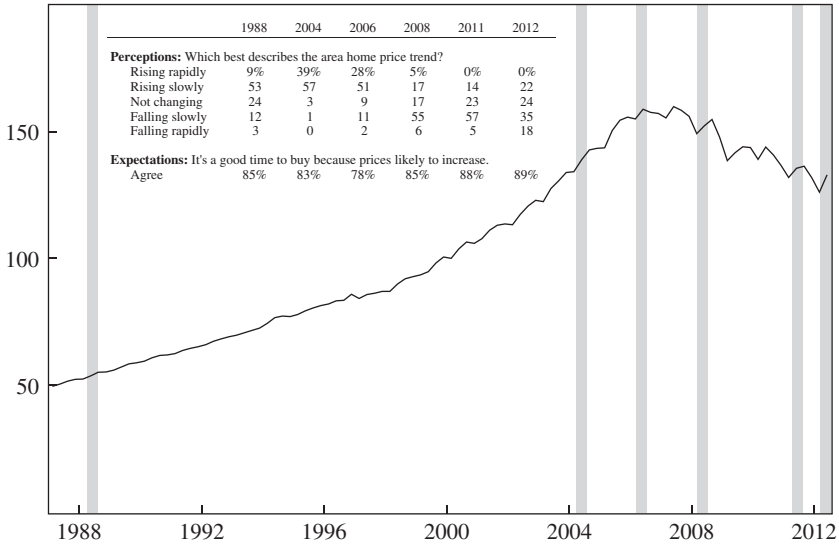 1988 2004 2006 2008 2011 2012
Perceptions: Which best describes the area home price trend?
Rising rapidly 9% 39% 28% 5% 0% 0%
Rising slowly 53 57 51 17 14 22
Not changing 24 3 9 17 23 24
Falling slowly 12 1 11 55 57 35
Falling rapidly 3 0 2 6 5 18
Expectations: It's a good time to buy because prices likely to increase.
Agree 85% 83% 78% 85% 88% 89%
150
100
50
1988 1992 1996 2000 2004 2008 2012